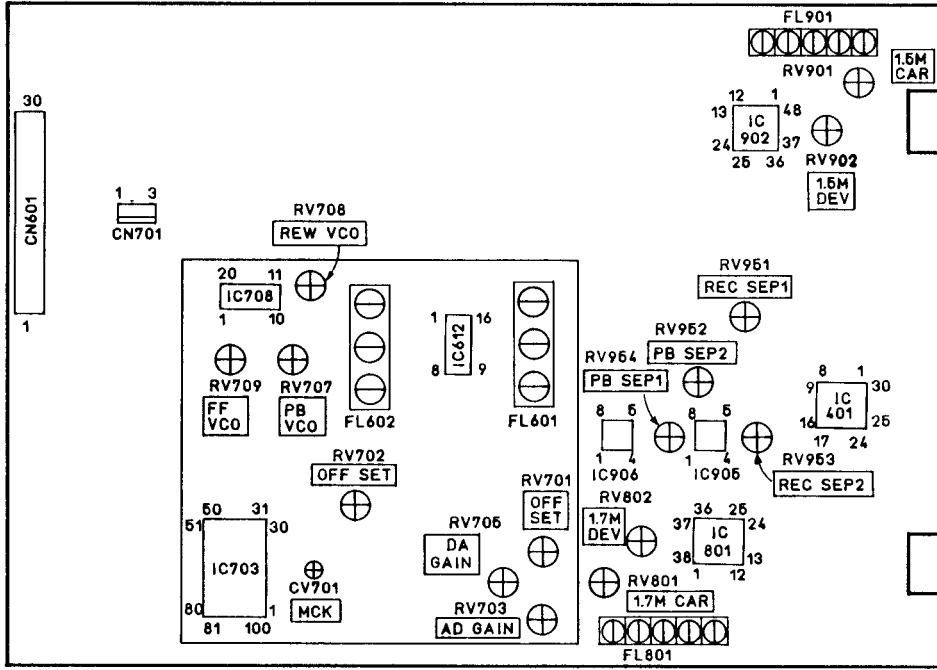 FL901
RV901
1.5M
CAR
12 1
13 48
IC
902
24 37
25 36
RV902
1.5M
DEV
30
CN601
1
1 3
CN701
RV708
REW VCO
20 11
IC708
1 10
RV709
FF
VCO
RV707
PB
VCO
FL602
1 16
IC612
8 9
FL601
RV951
REC SEP1
RV952
PB SEP2
RV954
PB SEP1
8 1
9 30
IC
401
16 25
17 24
8 5
1 4
IC906
8 5
1 4
IC905
RV953
REC SEP2
RV702
OFF SET
RV701
OFF
SET
RV802
1.7M
DEV
36 25
37 24
IC
801
38 13
1 12
50 31
51 30
IC703
80 1
81 100
CV701
MCK
RV705
DA
GAIN
RV703
AD GAIN
RV801
1.7M CAR
FL801